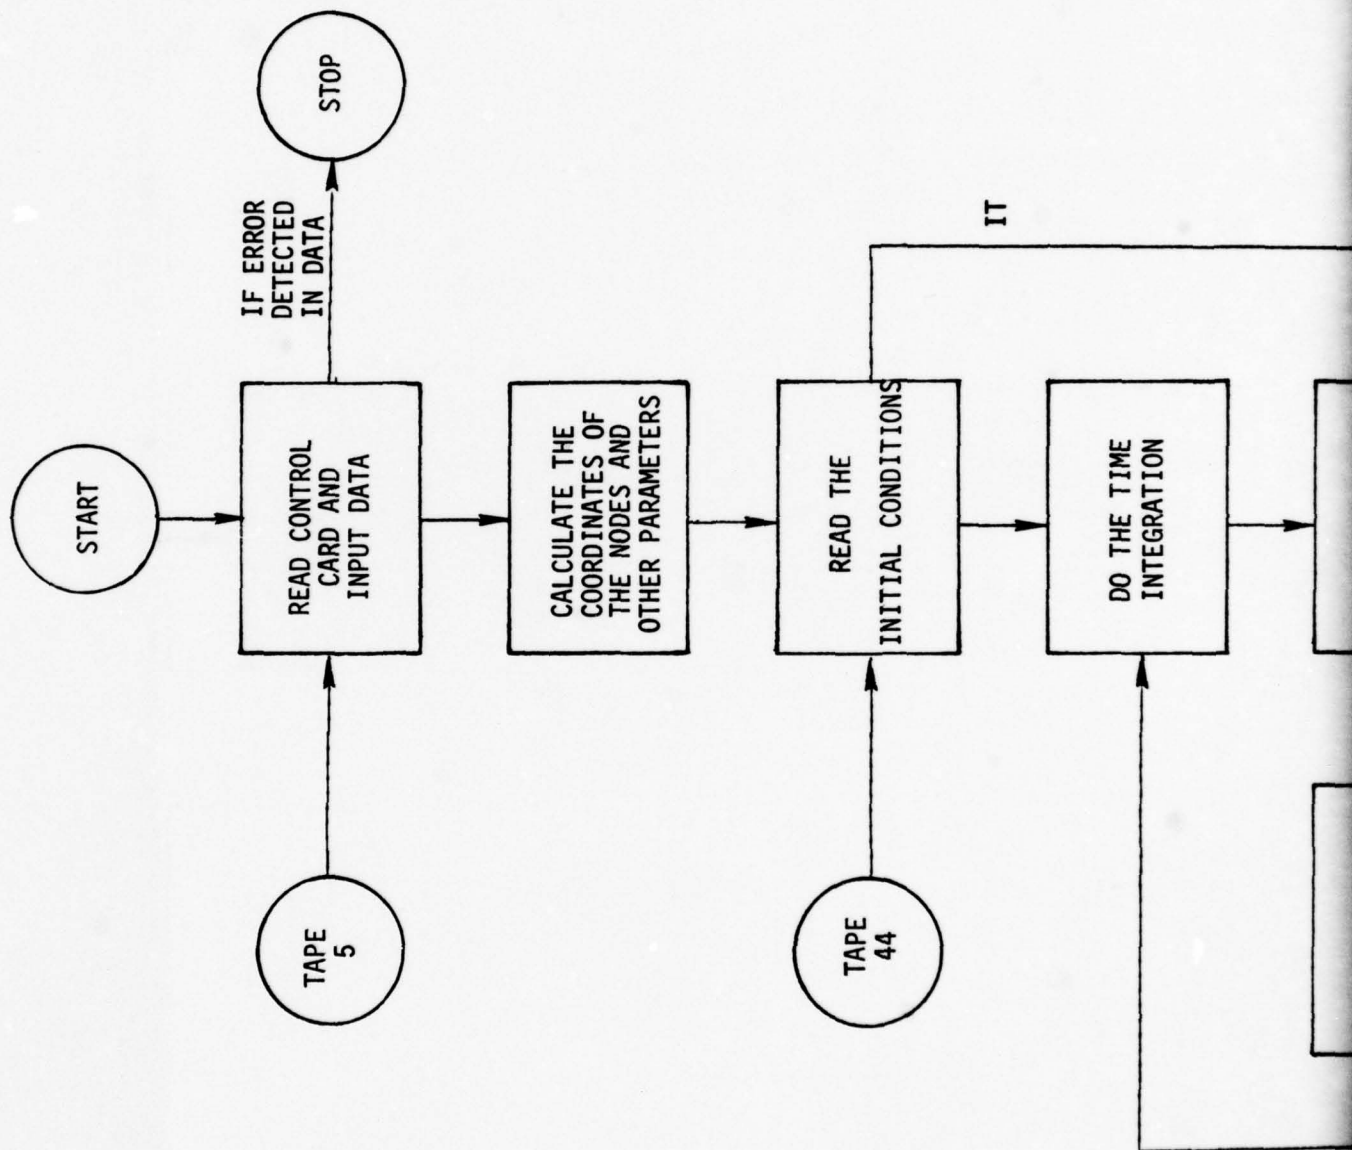 START
STOP
IF ERROR
DETECTED
IN DATA
READ CONTROL
CARD AND
INPUT DATA
TAPE
5
CALCULATE THE
COORDINATES OF
THE NODES AND
OTHER PARAMETERS
READ THE
INITIAL CONDITIONS
TAPE
44
IT
DO THE TIME
INTEGRATION